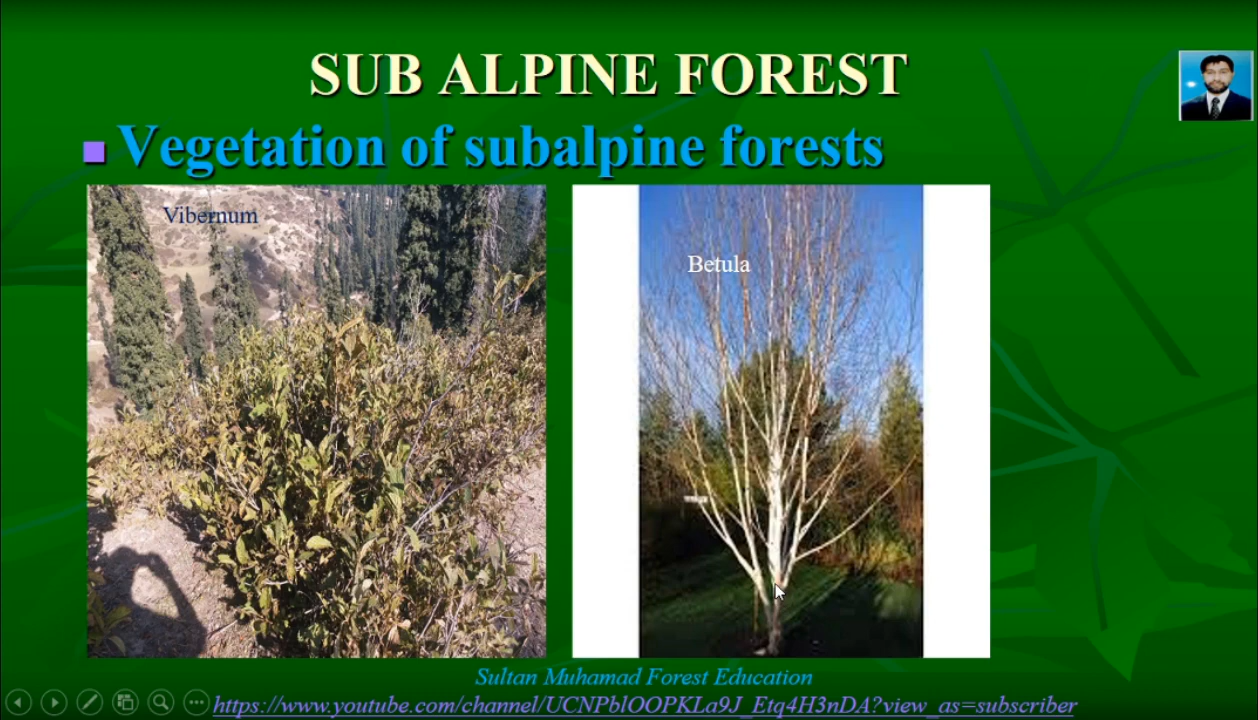 SUB ALPINE FOREST
Vegetation of subalpine forests
Vibernum
Betula
Sultan Muhamad Forest Education
https://www.youtube.com/channel/UCNPblOOPKLa9J_Etq4H3nDA?view_as=subscriber